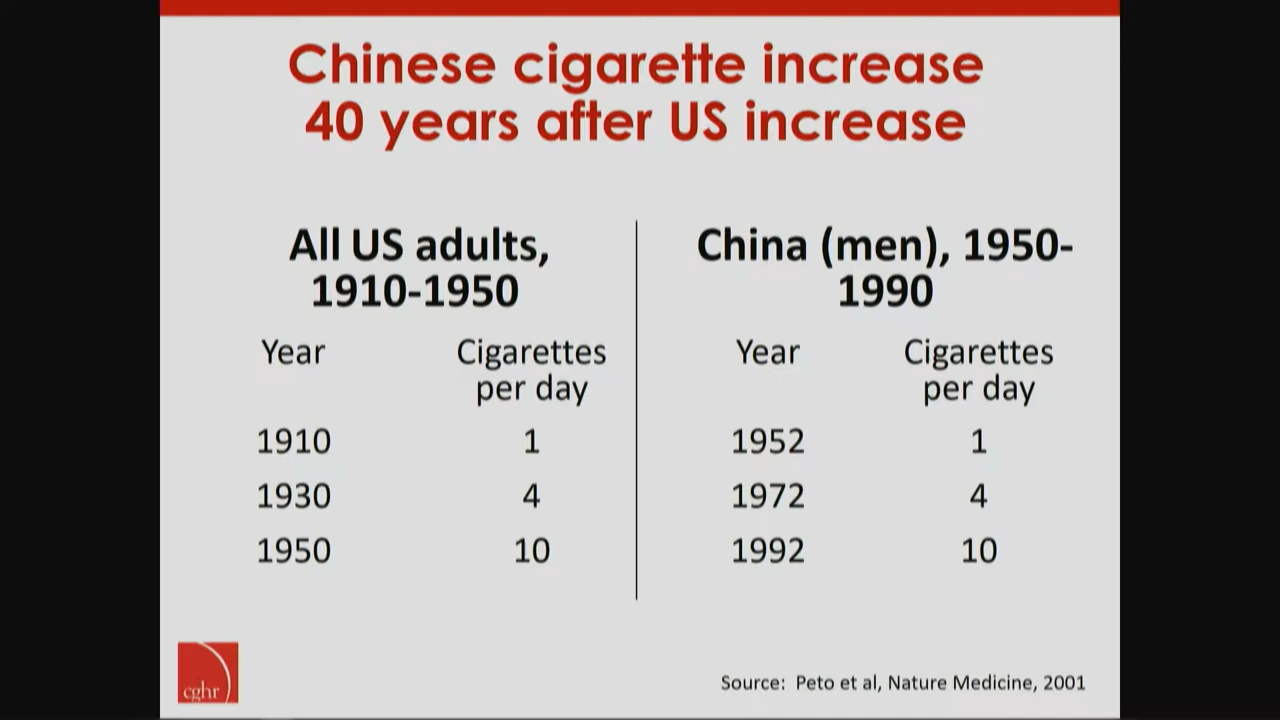 Chinese cigarette increase
40 years after US increase
All US adults,
1910-1950
Year Cigarettes
per day
1910 1
1930 4
1950 10
China (men), 1950-
1990
Year Cigarettes
per day
1952 1
1972 4
1992 10
cghr
Source: Peto et al, Nature Medicine, 2001